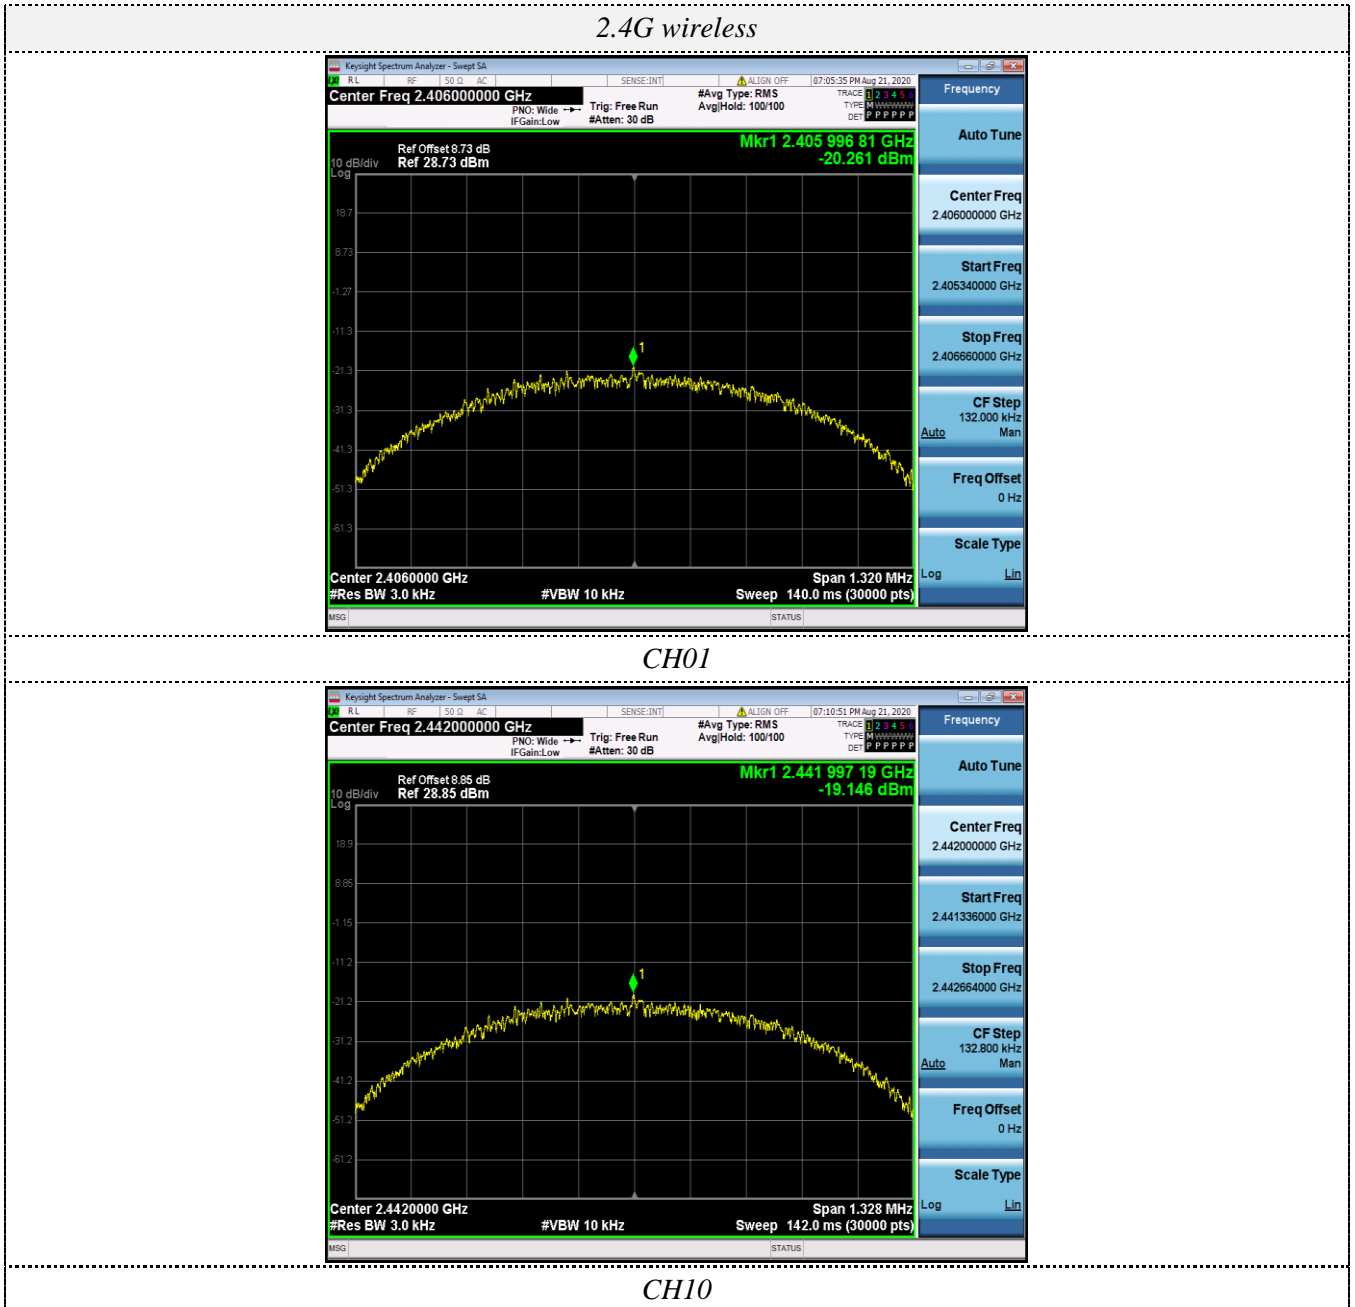 2.4G wireless
Keysight Spectrum Analyzer - Swept SA
RL RF 50 Ω AC SENSE:INT ALIGN OFF 07:05:35 PM Aug 21, 2020
Center Freq 2.406000000 GHz
PNO: Wide
IFGain:Low
Trig: Free Run
#Atten: 30 dB
#Avg Type: RMS
Avg|Hold: 100/100
TRACE 1 2 3 4 5 6
TYPE M W W W W W
DET P P P P P P
Frequency
Auto Tune
Center Freq
2.406000000 GHz
Start Freq
2.405340000 GHz
Stop Freq
2.406660000 GHz
CF Step
132.000 kHz
Auto Man
Freq Offset
0 Hz
Scale Type
Log Lin
Mkr1 2.405 996 81 GHz
-20.261 dBm
Ref Offset 8.73 dB
10 dB/div Ref 28.73 dBm
Log
18.7
8.73
-1.27
-11.3
1
-21.3
-31.3
-41.3
-51.3
-61.3
Center 2.4060000 GHz Span 1.320 MHz
#Res BW 3.0 kHz #VBW 10 kHz Sweep 140.0 ms (30000 pts)
MSG STATUS
CH01
Keysight Spectrum Analyzer - Swept SA
RL RF 50 Ω AC SENSE:INT ALIGN OFF 07:10:51 PM Aug 21, 2020
Center Freq 2.442000000 GHz
PNO: Wide
IFGain:Low
Trig: Free Run
#Atten: 30 dB
#Avg Type: RMS
Avg|Hold: 100/100
TRACE 1 2 3 4 5 6
TYPE M W W W W W
DET P P P P P P
Frequency
Auto Tune
Center Freq
2.442000000 GHz
Start Freq
2.441336000 GHz
Stop Freq
2.442664000 GHz
CF Step
132.800 kHz
Auto Man
Freq Offset
0 Hz
Scale Type
Log Lin
Mkr1 2.441 997 19 GHz
-19.146 dBm
Ref Offset 8.85 dB
10 dB/div Ref 28.85 dBm
Log
18.9
8.85
-1.15
-11.2
1
-21.2
-31.2
-41.2
-51.2
-61.2
Center 2.4420000 GHz Span 1.328 MHz
#Res BW 3.0 kHz #VBW 10 kHz Sweep 142.0 ms (30000 pts)
MSG STATUS
CH10